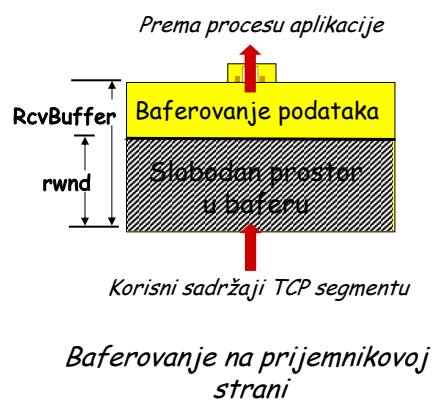 Prema procesu aplikacije
RcvBuffer
Baferovanje podataka
rwnd
Slobodan prostor
u baferu
Korisni sadržaji TCP segmentu
Baferovanje na prijemnikovoj
strani